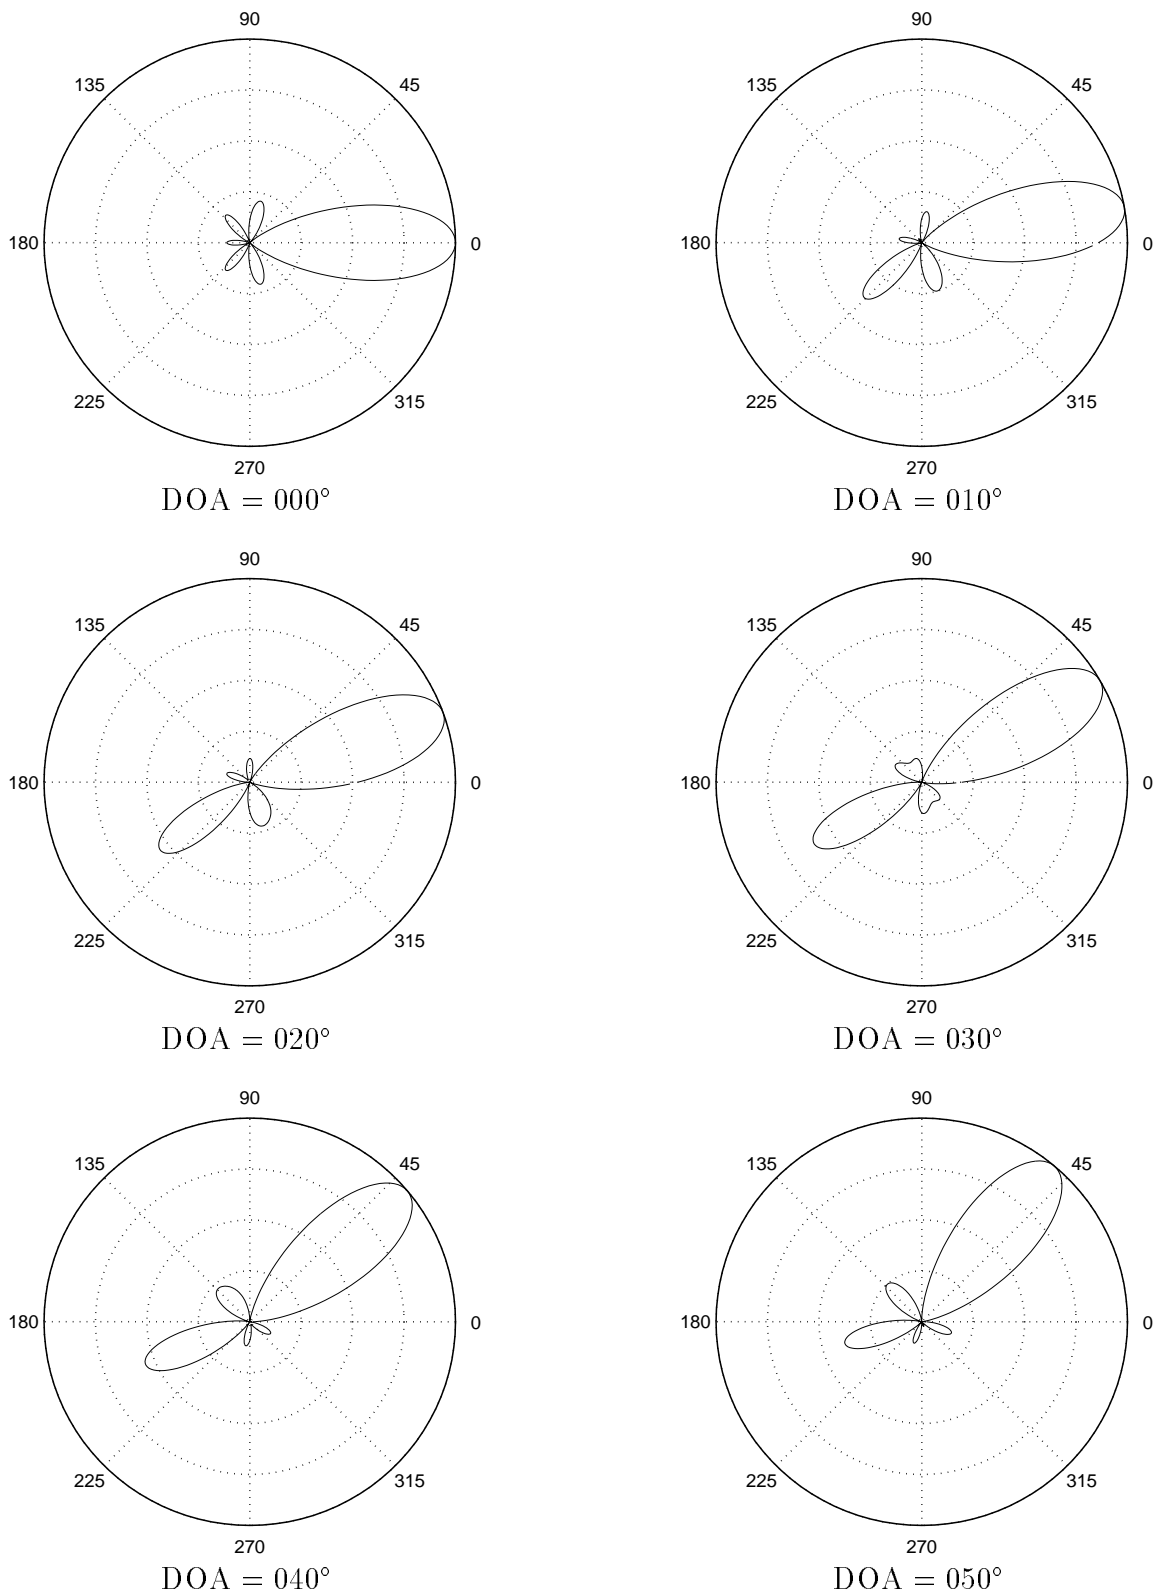 90 90
135 45 135 45
180 0 180 0
225 315 225 315
270 270
DOA = 000° DOA = 010°
90 90
135 45 135 45
180 0 180 0
225 315 225 315
270 270
DOA = 020° DOA = 030°
90 90
135 45 135 45
180 0 180 0
225 315 225 315
270 270
DOA = 040° DOA = 050°